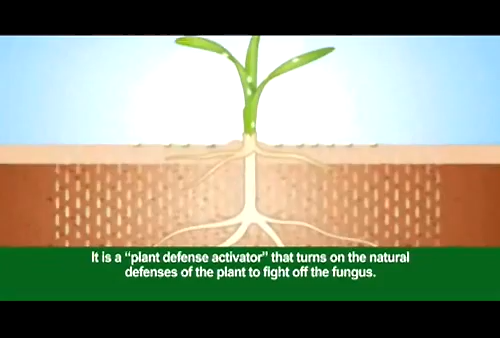 It is a “plant defense activator” that turns on the natural
defenses of the plant to fight off the fungus.